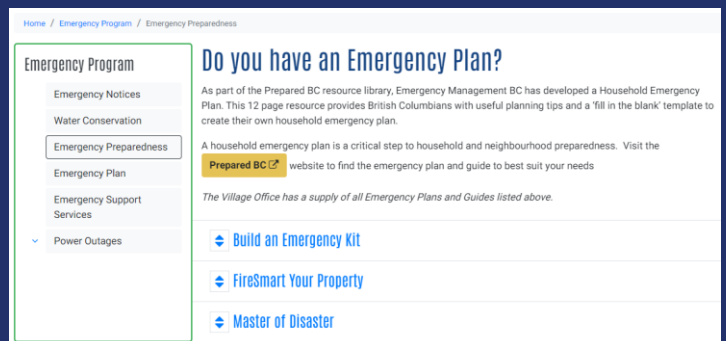 Home / Emergency Program / Emergency Preparedness
Emergency Program
Emergency Notices
Water Conservation
Emergency Preparedness
Emergency Plan
Emergency Support
Services
Power Outages
Do you have an Emergency Plan?
As part of the Prepared BC resource library, Emergency Management BC has developed a Household Emergency
Plan. This 12 page resource provides British Columbians with useful planning tips and a 'fill in the blank' template to
create their own household emergency plan.
A household emergency plan is a critical step to household and neighbourhood preparedness. Visit the
Prepared BC website to find the emergency plan and guide to best suit your needs
The Village Office has a supply of all Emergency Plans and Guides listed above.
Build an Emergency Kit
FireSmart Your Property
Master of Disaster